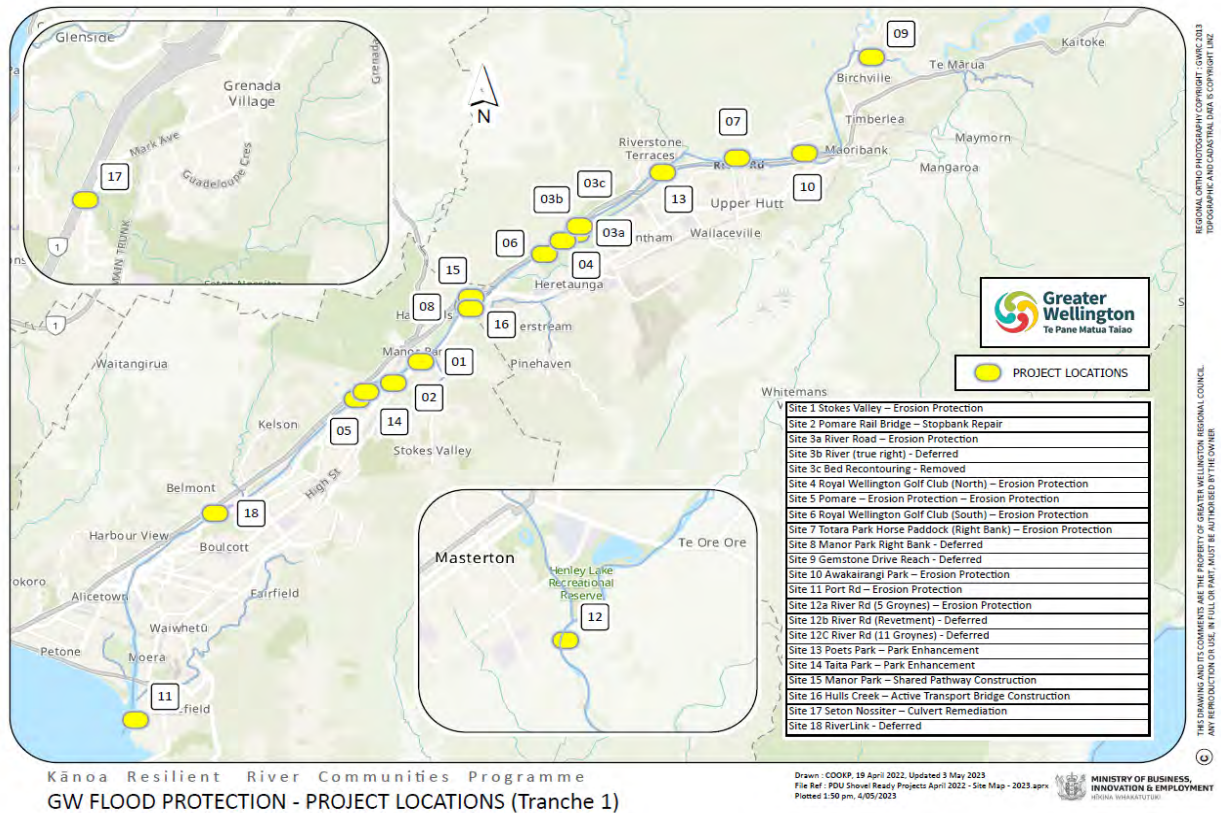 Glenside
Grenada
Village
Grenada
Mark Ave
Guadeloupe Cres
17
1
MAIN TRUNK
Seton Nossiter
1
N
09
Kaitoke
Te Mārua
Birchville
07
Timberlea
Riverstone
Terraces
Maymorn
Maoribank
Mangaroa
03c
13
10
03b
Upper Hutt
03a
Wallaceville
ntham
06
04
15
Heretaunga
08
16
erstream
Manor Par
01
Pinehaven
Waitangirua
02
Whitemans
Kelson
14
05
Stokes Valley
High St
Belmont
18
Harbour View
Boulcott
okoro
Alicetown
Fairfield
Waiwhetū
Petone
Moera
11
efield
Masterton
Te Ore Ore
Henley Lake
Recreational
Reserve
12
Greater
Wellington
Te Pane Matua Taiao
PROJECT LOCATIONS
Site 1 Stokes Valley – Erosion Protection
Site 2 Pomare Rail Bridge – Stopbank Repair
Site 3a River Road – Erosion Protection
Site 3b River (true right) - Deferred
Site 3c Bed Recontouring - Removed
Site 4 Royal Wellington Golf Club (North) – Erosion Protection
Site 5 Pomare – Erosion Protection – Erosion Protection
Site 6 Royal Wellington Golf Club (South) – Erosion Protection
Site 7 Totara Park Horse Paddock (Right Bank) – Erosion Protection
Site 8 Manor Park Right Bank - Deferred
Site 9 Gemstone Drive Reach - Deferred
Site 10 Awakairangi Park – Erosion Protection
Site 11 Port Rd – Erosion Protection
Site 12a River Rd (5 Groynes) – Erosion Protection
Site 12b River Rd (Revetment) - Deferred
Site 12C River Rd (11 Groynes) - Deferred
Site 13 Poets Park – Park Enhancement
Site 14 Taita Park – Park Enhancement
Site 15 Manor Park – Shared Pathway Construction
Site 16 Hulls Creek – Active Transport Bridge Construction
Site 17 Seton Nossiter – Culvert Remediation
Site 18 RiverLink - Deferred
REGIONAL ORTHO PHOTOGRAPHY COPYRIGHT : GWRC 2013
TOPOGRAPHIC AND CADASTRAL DATA IS COPYRIGHT LINZ
THIS DRAWING AND ITS COMMENTS ARE THE PROPERTY OF GREATER WELLINGTON REGIONAL COUNCIL.
ANY REPRODUCTION OR USE, IN FULL OR PART, MUST BE AUTHORISED BY THE OWNER
©
Kānoa Resilient River Communities Programme
GW FLOOD PROTECTION - PROJECT LOCATIONS (Tranche 1)
Drawn : COOKP, 19 April 2022, Updated 3 May 2023
File Ref : PDU Shovel Ready Projects April 2022 - Site Map - 2023.aprx
Plotted 1:50 pm, 4/05/2023
MINISTRY OF BUSINESS,
INNOVATION & EMPLOYMENT
HĪKINA WHAKATUTUKI